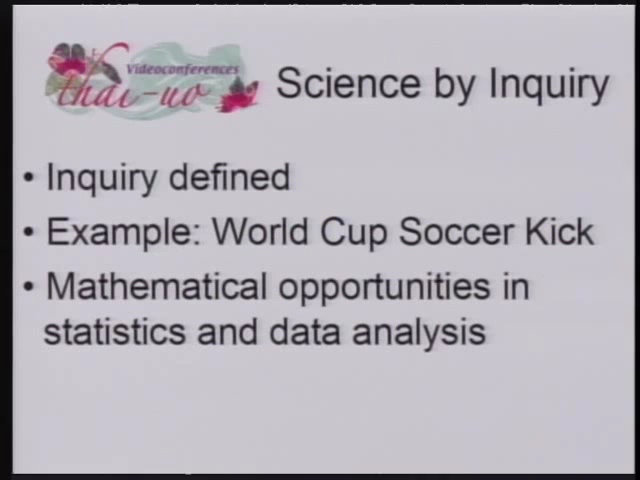 Videoconferences
thai-uo
Science by Inquiry
• Inquiry defined
• Example: World Cup Soccer Kick
• Mathematical opportunities in
statistics and data analysis